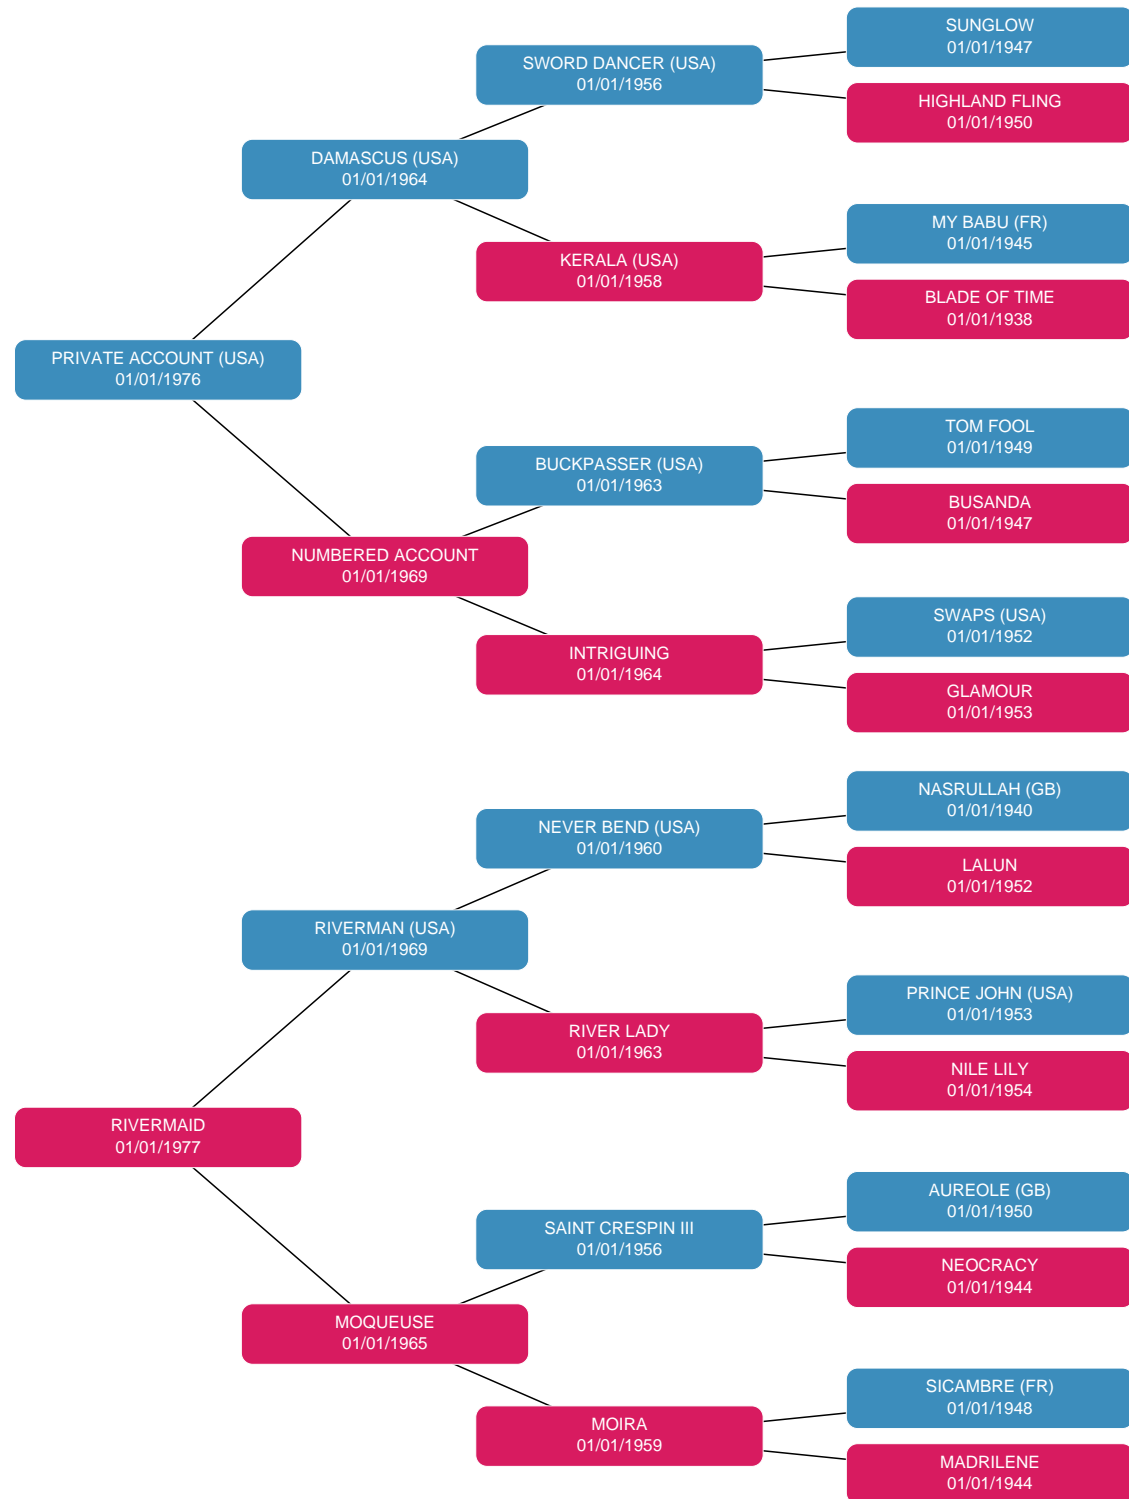 SUNGLOW
01/01/1947
SWORD DANCER (USA)
01/01/1956
HIGHLAND FLING
01/01/1950
DAMASCUS (USA)
01/01/1964
MY BABU (FR)
01/01/1945
KERALA (USA)
01/01/1958
BLADE OF TIME
01/01/1938
PRIVATE ACCOUNT (USA)
01/01/1976
TOM FOOL
01/01/1949
BUCKPASSER (USA)
01/01/1963
BUSANDA
01/01/1947
NUMBERED ACCOUNT
01/01/1969
SWAPS (USA)
01/01/1952
INTRIGUING
01/01/1964
GLAMOUR
01/01/1953
NASRULLAH (GB)
01/01/1940
NEVER BEND (USA)
01/01/1960
LALUN
01/01/1952
RIVERMAN (USA)
01/01/1969
PRINCE JOHN (USA)
01/01/1953
RIVER LADY
01/01/1963
NILE LILY
01/01/1954
RIVERMAID
01/01/1977
AUREOLE (GB)
01/01/1950
SAINT CRESPIN III
01/01/1956
NEOCRACY
01/01/1944
MOQUEUSE
01/01/1965
SICAMBRE (FR)
01/01/1948
MOIRA
01/01/1959
MADRILENE
01/01/1944